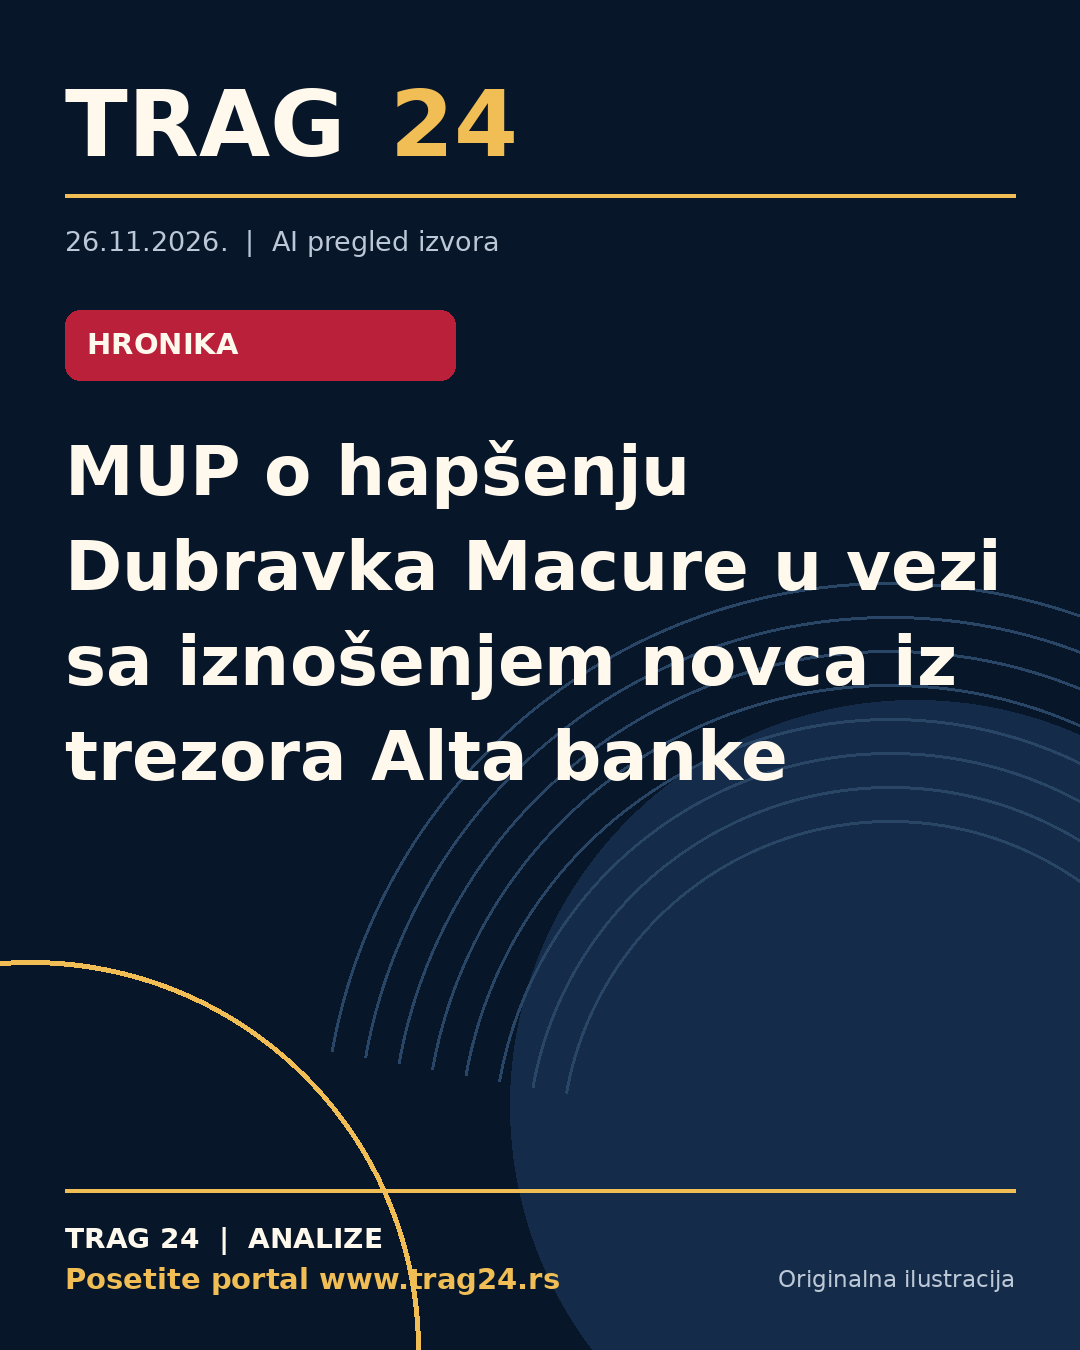 TRAG 24
26.11.2026. | AI pregled izvora
HRONIKA
MUP o hapšenju
Dubravka Macure u vezi
sa iznošenjem novca iz
trezora Alta banke
TRAG 24 | ANALIZE
Posetite portal www.trag24.rs
Originalna ilustracija